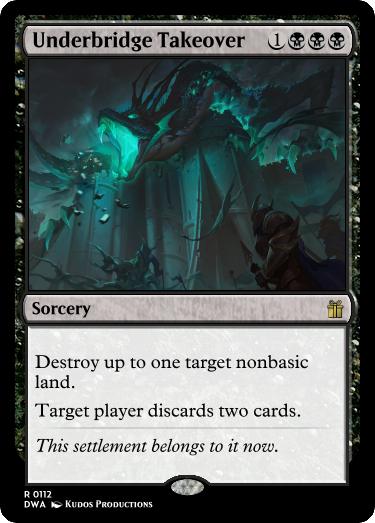 Underbridge Takeover 1
Sorcery
Destroy up to one target nonbasic
land.
Target player discards two cards.
This settlement belongs to it now.
R 0112
DWA Kudos Productions